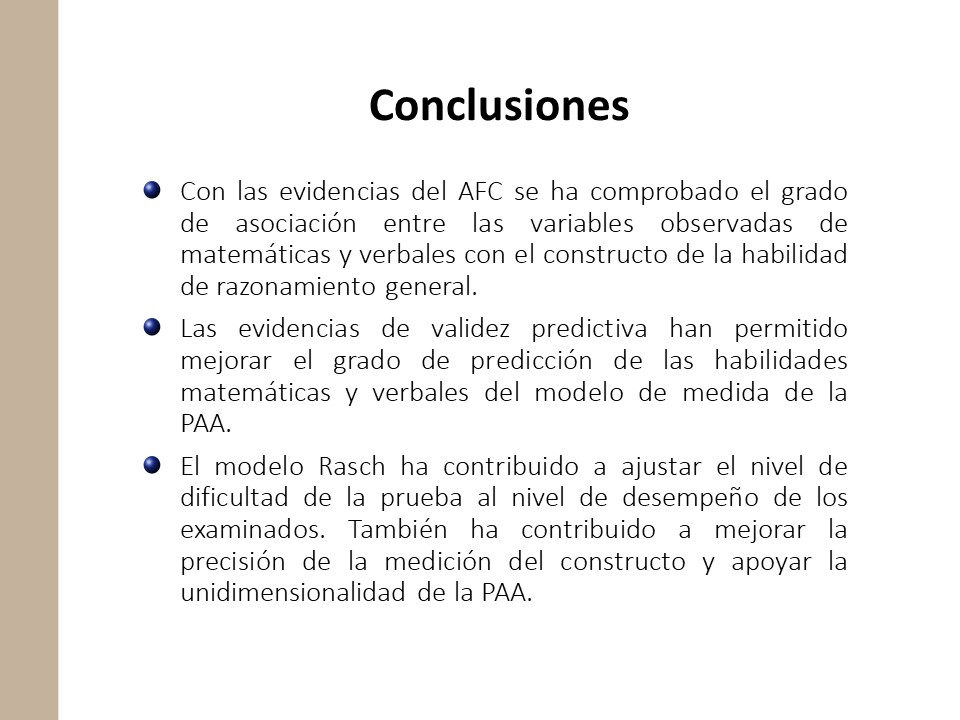 Conclusiones
Con las evidencias del AFC se ha comprobado el grado
de asociación entre las variables observadas de
matemáticas y verbales con el constructo de la habilidad
de razonamiento general.
Las evidencias de validez predictiva han permitido
mejorar el grado de predicción de las habilidades
matemáticas y verbales del modelo de medida de la
PAA.
El modelo Rasch ha contribuido a ajustar el nivel de
dificultad de la prueba al nivel de desempeño de los
examinados. También ha contribuido a mejorar la
precisión de la medición del constructo y apoyar la
unidimensionalidad de la PAA.